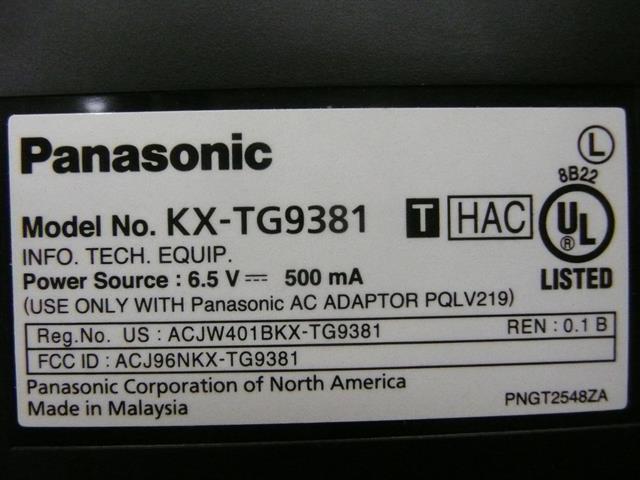 Panasonic
L
8B22
Model No. KX-TG9381
T HAC
UL
®
LISTED
INFO. TECH. EQUIP.
Power Source : 6.5 V ⎓ 500 mA
(USE ONLY WITH Panasonic AC ADAPTOR PQLV219)
Reg.No. US : ACJW401BKX-TG9381 REN : 0.1 B
FCC ID : ACJ96NKX-TG9381
Panasonic Corporation of North America
Made in Malaysia
PNGT2548ZA